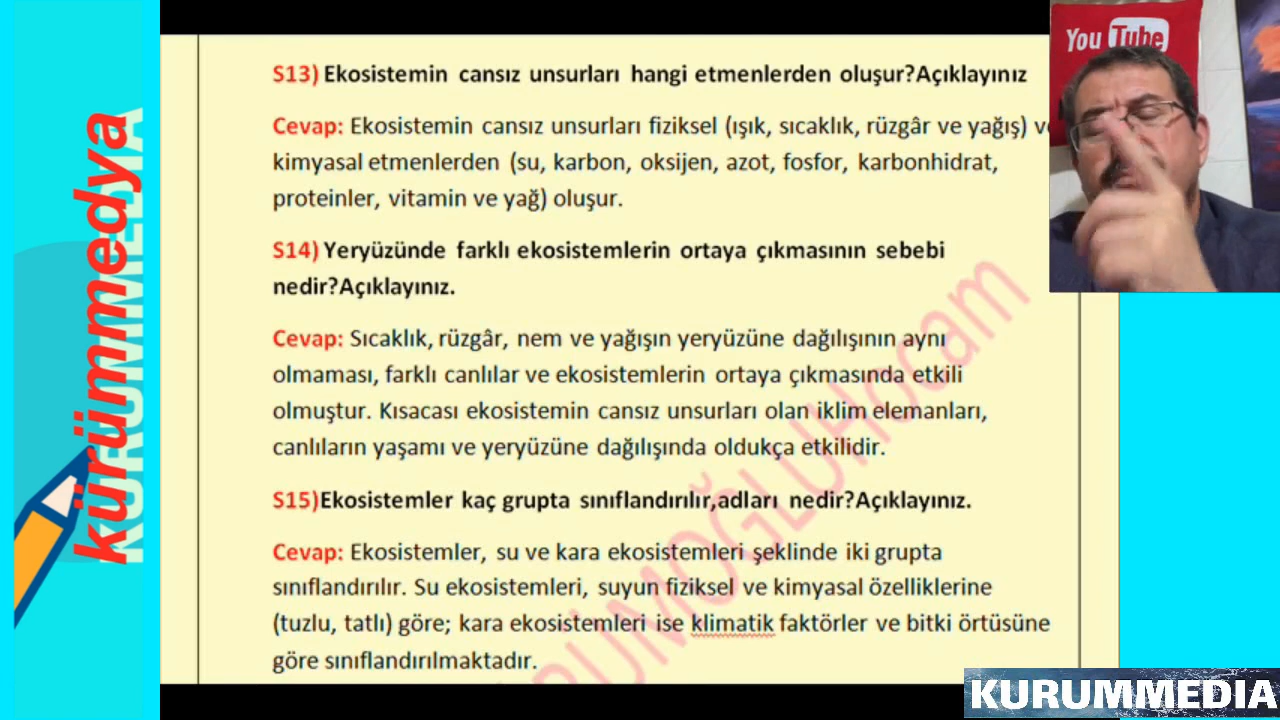 S13) Ekosistemin cansız unsurları hangi etmenlerden oluşur?Açıklayınız
Cevap: Ekosistemin cansız unsurları fiziksel (ışık, sıcaklık, rüzgâr ve yağış)
kimyasal etmenlerden (su, karbon, oksijen, azot, fosfor, karbonhidrat,
proteinler, vitamin ve yağ) oluşur.
S14) Yeryüzünde farklı ekosistemlerin ortaya çıkmasının sebebi
nedir?Açıklayınız.
Cevap: Sıcaklık, rüzgâr, nem ve yağışın yeryüzüne dağılışının aynı
olmaması, farklı canlılar ve ekosistemlerin ortaya çıkmasında etkili
olmuştur. Kısacası ekosistemin cansız unsurları olan iklim elemanları,
canlıların yaşamı ve yeryüzüne dağılışında oldukça etkilidir.
S15)Ekosistemler kaç grupta sınıflandırılır,adları nedir?Açıklayınız.
Cevap: Ekosistemler, su ve kara ekosistemleri şeklinde iki grupta
sınıflandırılır. Su ekosistemleri, suyun fiziksel ve kimyasal özelliklerine
(tuzlu, tatlı) göre; kara ekosistemleri ise klimatik faktörler ve bitki örtüsüne
göre sınıflandırılmaktadır.
kürümmedya
KURUMMEDIA
YouTube
KURUMMEDIA